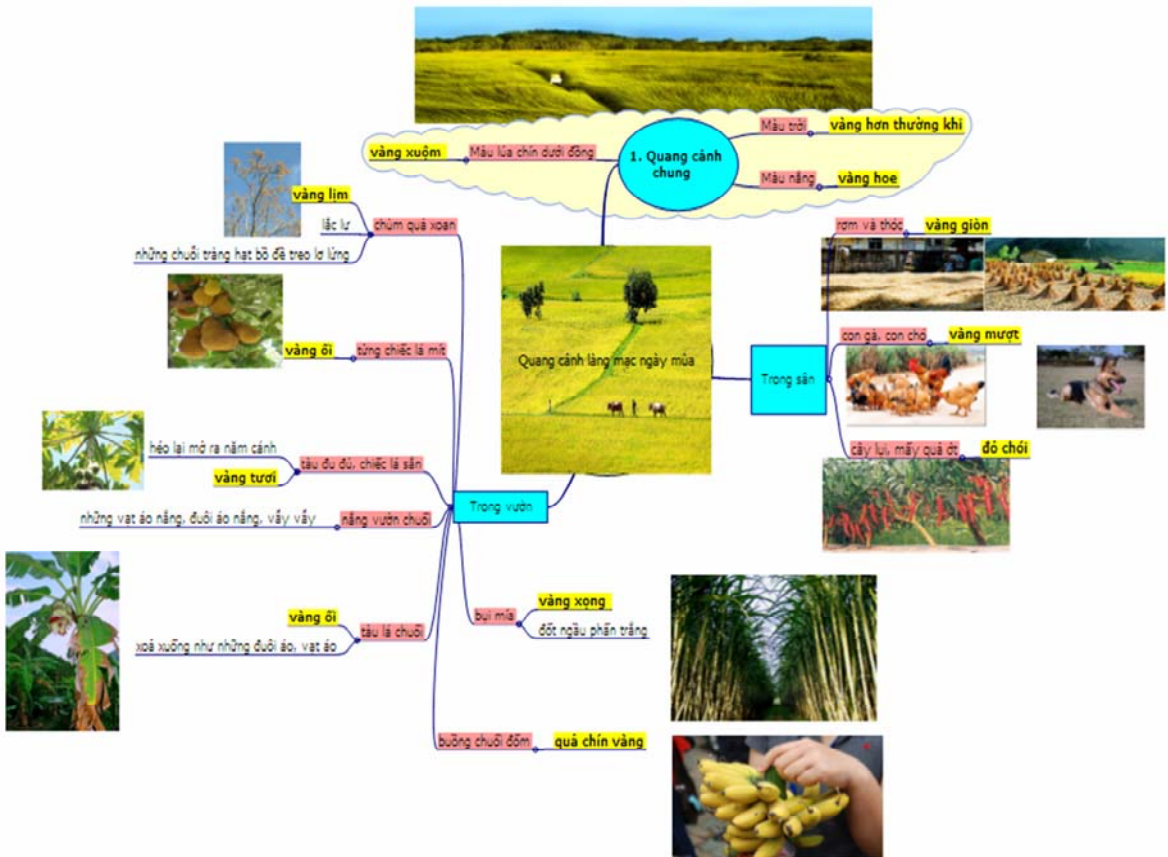 Quang cảnh làng mạc ngày mùa
1. Quang cảnh
chung
Màu trời
vàng hơn thường khi
Màu nắng
vàng hoe
Màu lúa chín dưới đồng
vàng xuộm
Trong sân
rơm và thóc
vàng giòn
con gà, con chó
vàng mượt
cây lụi, mấy quả ớt
đỏ chói
Trong vườn
bụi mía
vàng xọng
đốt ngầu phấn trắng
buồng chuối đốm
quả chín vàng
tàu lá chuối
vàng ối
xoã xuống như những đuôi áo, vạt áo
nắng vườn chuối
những vạt áo nắng, đuôi áo nắng, vẫy vẫy
tàu đu đủ, chiếc lá sắn
héo lại mở ra năm cánh
vàng tươi
từng chiếc lá mít
vàng ối
chùm quả xoan
vàng lịm
lắc lư
những chuỗi tràng hạt bồ đề treo lơ lửng